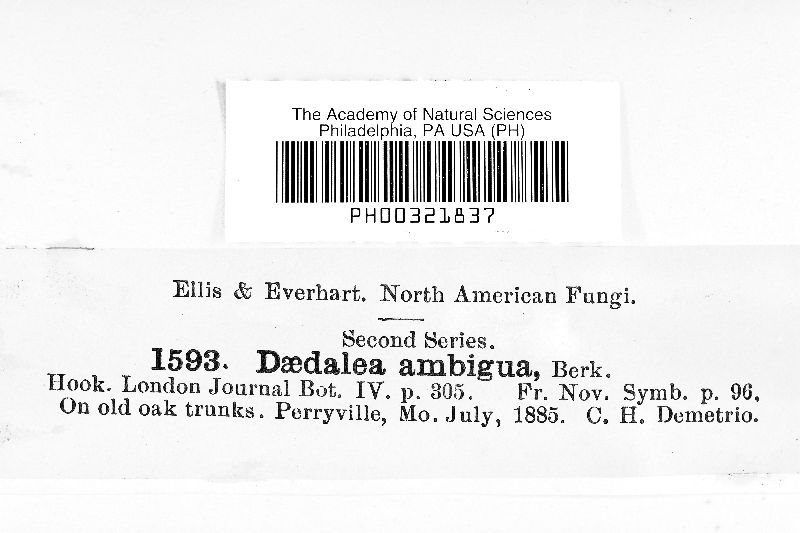 The Academy of Natural Sciences
Philadelphia, PA USA (PH)
PH00321837
Ellis & Everhart. North American Fungi.
Second Series.
1593. Dædalea ambigua, Berk.
Hook. London Journal Bot. IV. p. 305. Fr. Nov. Symb. p. 96.
On old oak trunks. Perryville, Mo. July, 1885. C. H. Demetrio.